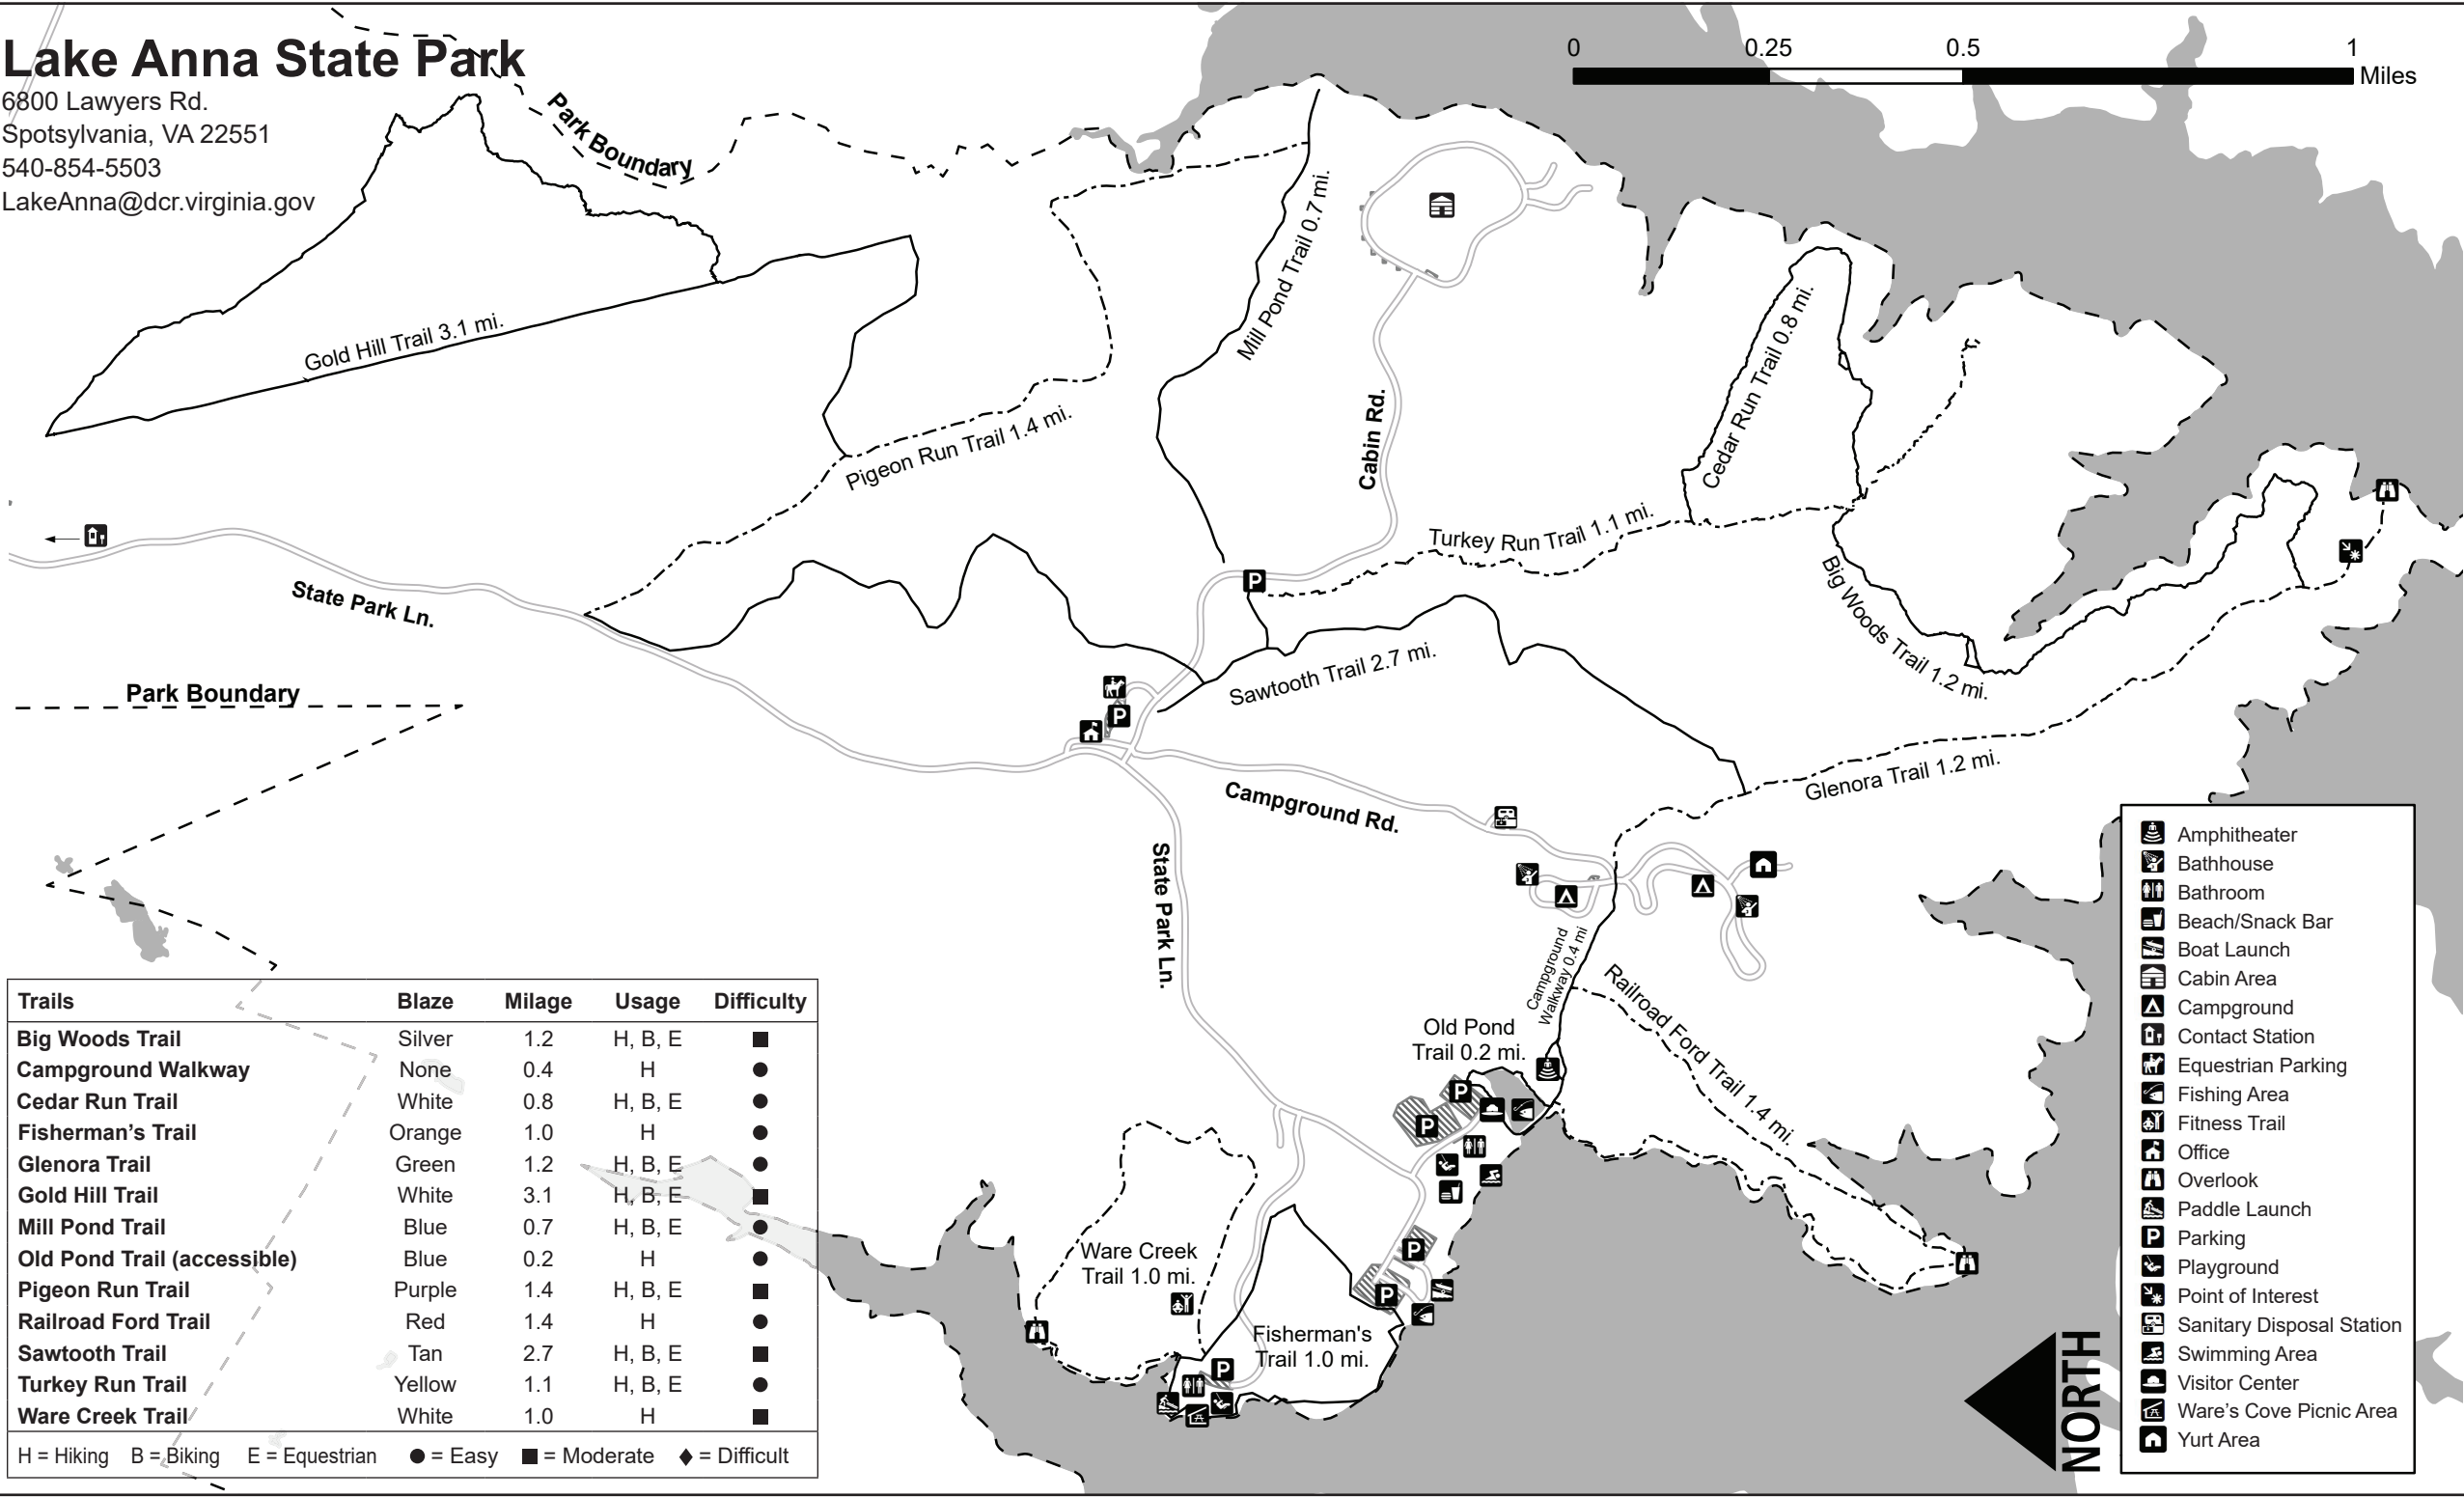 Lake Anna State Park
6800 Lawyers Rd.
Spotsylvania, VA 22551
540-854-5503
LakeAnna@dcr.virginia.gov
0 0.25 0.5 1
Miles
Park Boundary
Gold Hill Trail 3.1 mi.
Mill Pond Trail 0.7 mi.
Pigeon Run Trail 1.4 mi.
Cabin Rd.
Cedar Run Trail 0.8 mi.
Turkey Run Trail 1.1 mi.
Big Woods Trail 1.2 mi.
State Park Ln.
Park Boundary
P
P
Sawtooth Trail 2.7 mi.
Glenora Trail 1.2 mi.
Campground Rd.
State Park Ln.
Campground
Walkway 0.4 mi
Railroad Ford Trail 1.4 mi.
Old Pond
Trail 0.2 mi.
P
P
Ware Creek
Trail 1.0 mi.
P
P
Fisherman's
Trail 1.0 mi.
P
Trails Blaze Milage Usage Difficulty
Big Woods Trail Silver 1.2 H, B, E
Campground Walkway None 0.4 H
Cedar Run Trail White 0.8 H, B, E
Fisherman’s Trail Orange 1.0 H
Glenora Trail Green 1.2 H, B, E
Gold Hill Trail White 3.1 H, B, E
Mill Pond Trail Blue 0.7 H, B, E
Old Pond Trail (accessible) Blue 0.2 H
Pigeon Run Trail Purple 1.4 H, B, E
Railroad Ford Trail Red 1.4 H
Sawtooth Trail Tan 2.7 H, B, E
Turkey Run Trail Yellow 1.1 H, B, E
Ware Creek Trail White 1.0 H
H = Hiking B = Biking E = Equestrian ● = Easy ■ = Moderate ♦ = Difficult
Amphitheater
Bathhouse
Bathroom
Beach/Snack Bar
Boat Launch
Cabin Area
Campground
Contact Station
Equestrian Parking
Fishing Area
Fitness Trail
Office
Overlook
Paddle Launch
P Parking
Playground
Point of Interest
Sanitary Disposal Station
Swimming Area
Visitor Center
Ware’s Cove Picnic Area
Yurt Area
NORTH